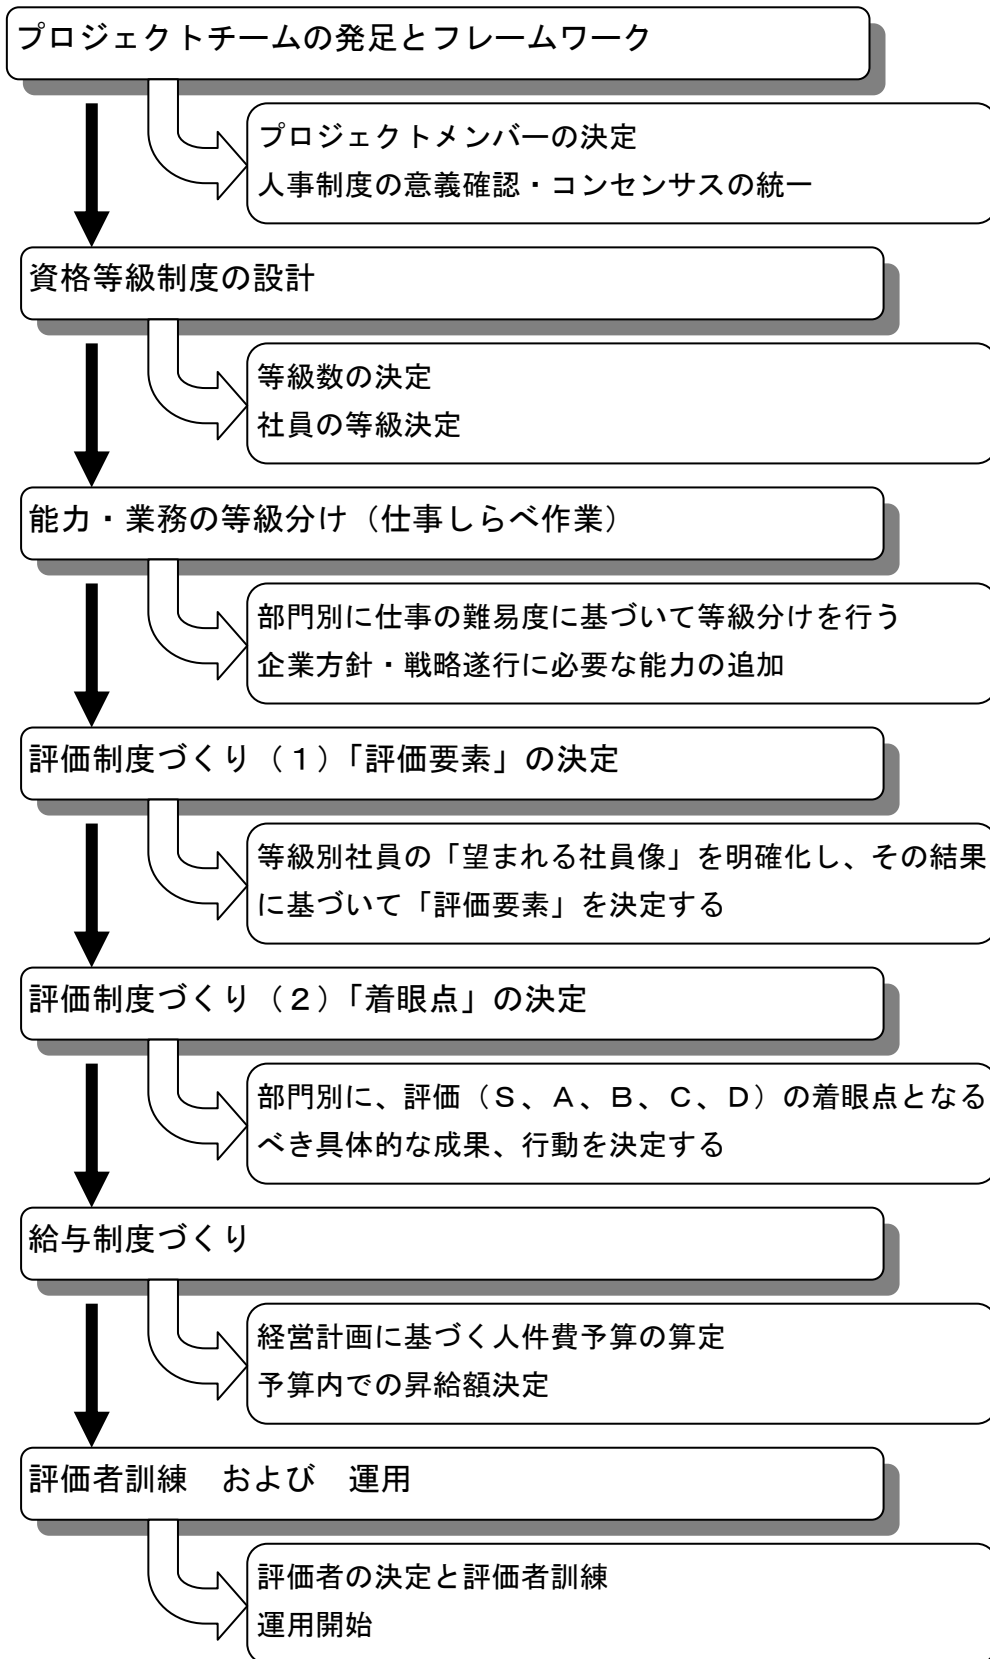 プロジェクトチームの発足とフレームワーク
プロジェクトメンバーの決定
人事制度の意義確認・コンセンサスの統一
資格等級制度の設計
等級数の決定
社員の等級決定
能力・業務の等級分け（仕事しらべ作業）
部門別に仕事の難易度に基づいて等級分けを行う
企業方針・戦略遂行に必要な能力の追加
評価制度づくり（１）「評価要素」の決定
等級別社員の「望まれる社員像」を明確化し、その結果
に基づいて「評価要素」を決定する
評価制度づくり（２）「着眼点」の決定
部門別に、評価（Ｓ、Ａ、Ｂ、Ｃ、Ｄ）の着眼点となる
べき具体的な成果、行動を決定する
給与制度づくり
経営計画に基づく人件費予算の算定
予算内での昇給額決定
評価者訓練　および　運用
評価者の決定と評価者訓練
運用開始